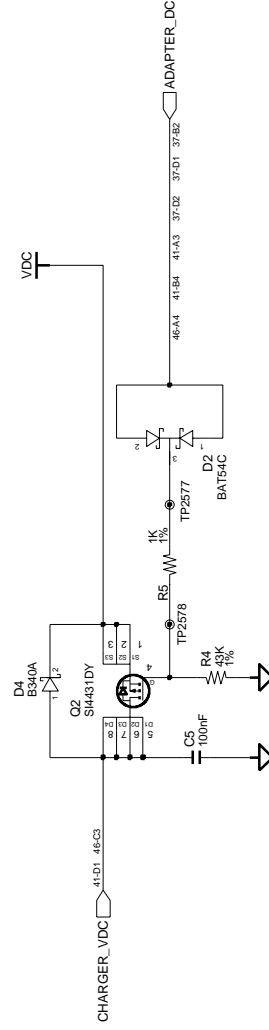 VDC
D4
B340A
1
2
Q2
SI4431DY
CHARGER_VDC
41-D1 46-C3
8 D4
7 D3
6 D2
5 D1
S3 3
S2 2
S1 1
G
4
C5
100nF
R4
43K
1%
TP2578
R5
1K
1%
TP2577
3
2
1
D2
BAT54C
46-A4 41-B4 41-A3 37-D2 37-D1 37-B2
ADAPTER_DC